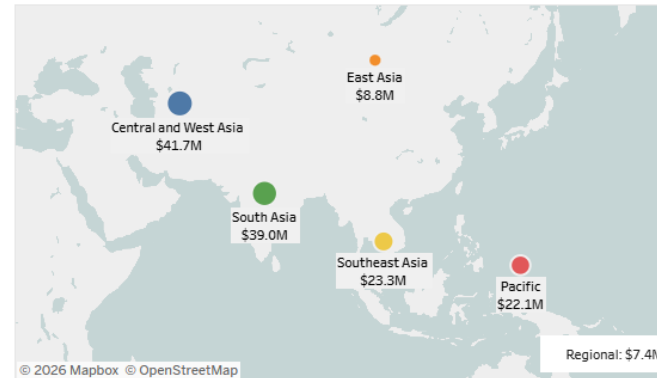 East Asia
$8.8M
Central and West Asia
$41.7M
South Asia
$39.0M
Southeast Asia
$23.3M
Pacific
$22.1M
Regional: $7.4M
© 2026 Mapbox © OpenStreetMap